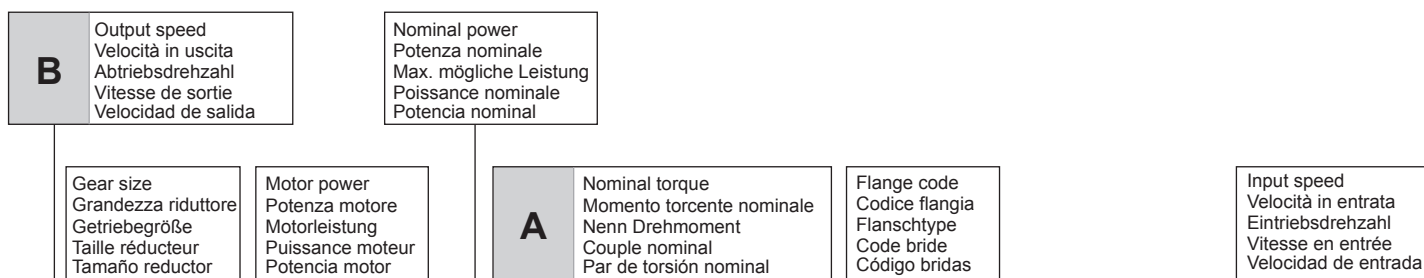 B
Output speed
Velocità in uscita
Abtriebsdrehzahl
Vitesse de sortie
Velocidad de salida
Nominal power
Potenza nominale
Max. mögliche Leistung
Poissance nominale
Potencia nominal
Gear size
Grandezza riduttore
Getriebegröße
Taille réducteur
Tamaño reductor
Motor power
Potenza motore
Motorleistung
Puissance moteur
Potencia motor
A
Nominal torque
Momento torcente nominale
Nenn Drehmoment
Couple nominal
Par de torsión nominal
Flange code
Codice flangia
Flanschtype
Code bride
Código bridas
Input speed
Velocità in entrata
Eintriebsdrehzahl
Vitesse en entrée
Velocidad de entrada